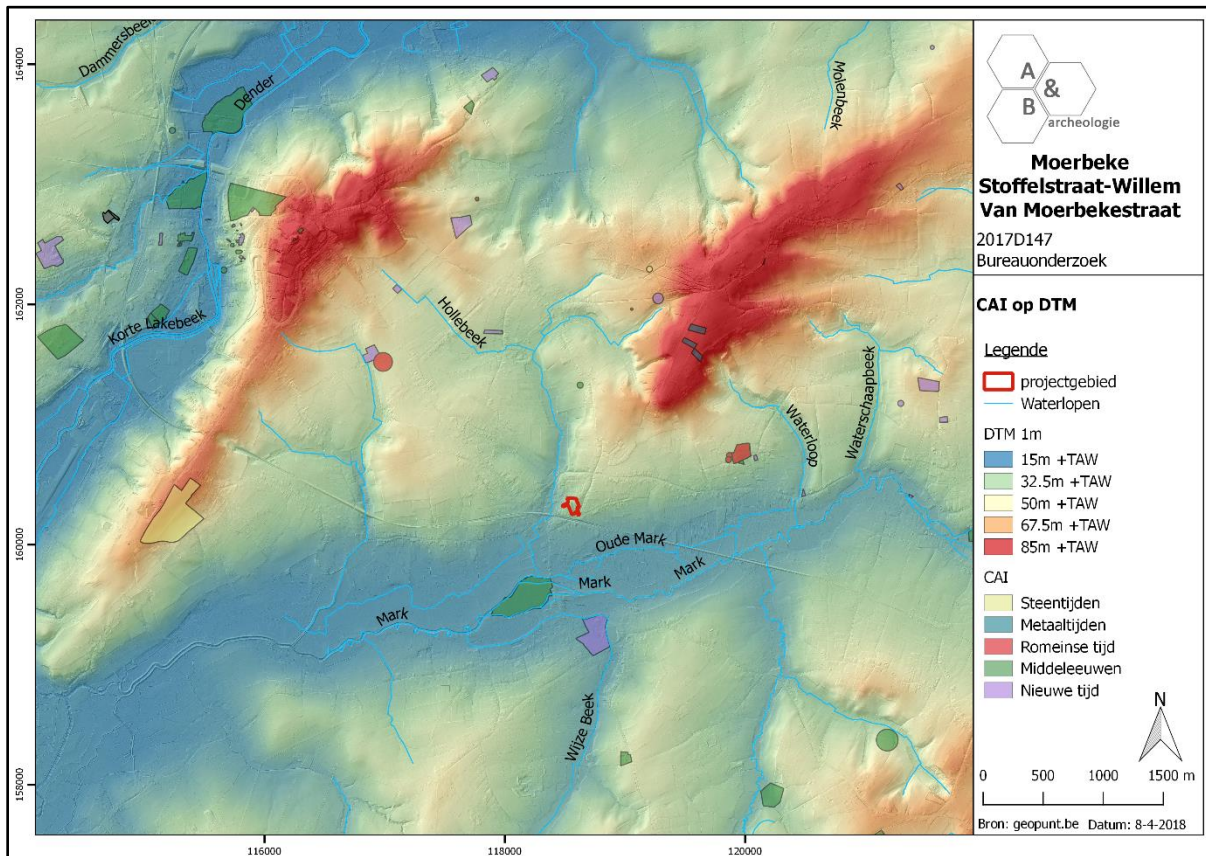 164000
162000
160000
158000
116000
118000
120000
Dammersbeek
Dender
Molenbeek
Korte Lakebeek
Hollebeek
Waterloop
Waterschaapbeek
Oude Mark
Mark
Mark
Mark
Wijze Beek
A
&
B
archeologie
Moerbeke
Stoffelstraat-Willem
Van Moerbekestraat
2017D147
Bureauonderzoek
CAI op DTM
Legende
projectgebied
Waterlopen
DTM 1m
15m +TAW
32.5m +TAW
50m +TAW
67.5m +TAW
85m +TAW
CAI
Steentijden
Metaaltijden
Romeinse tijd
Middeleeuwen
Nieuwe tijd
N
0 500 1000 1500 m
Bron: geopunt.be Datum: 8-4-2018